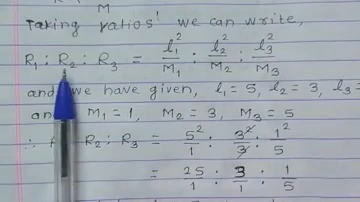 R ∝ M
Taking ratios' we can write,
R₁ : R₂ : R₃ = l₁²/M₁ : l₂²/M₂ : l₃²/M₃
and we have given, l₁ = 5, l₂ = 3, l₃
and M₁ = 1, M₂ = 3, M₃ = 5
∴ R₂ : R₃ = 5²/1 : 3²/3 : 1²/5
= 25/1 : 3/1 : 1/5